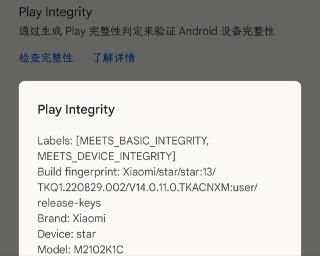 Play Integrity
通过生成 Play 完整性判定来验证 Android 设备完整性
检查完整性 了解详情
Play Integrity
Labels: [MEETS_BASIC_INTEGRITY,
MEETS_DEVICE_INTEGRITY]
Build fingerprint: Xiaomi/star/star:13/
TKQ1.220829.002/V14.0.11.0.TKACNXM:user/
release-keys
Brand: Xiaomi
Device: star
Model: M2102K1C